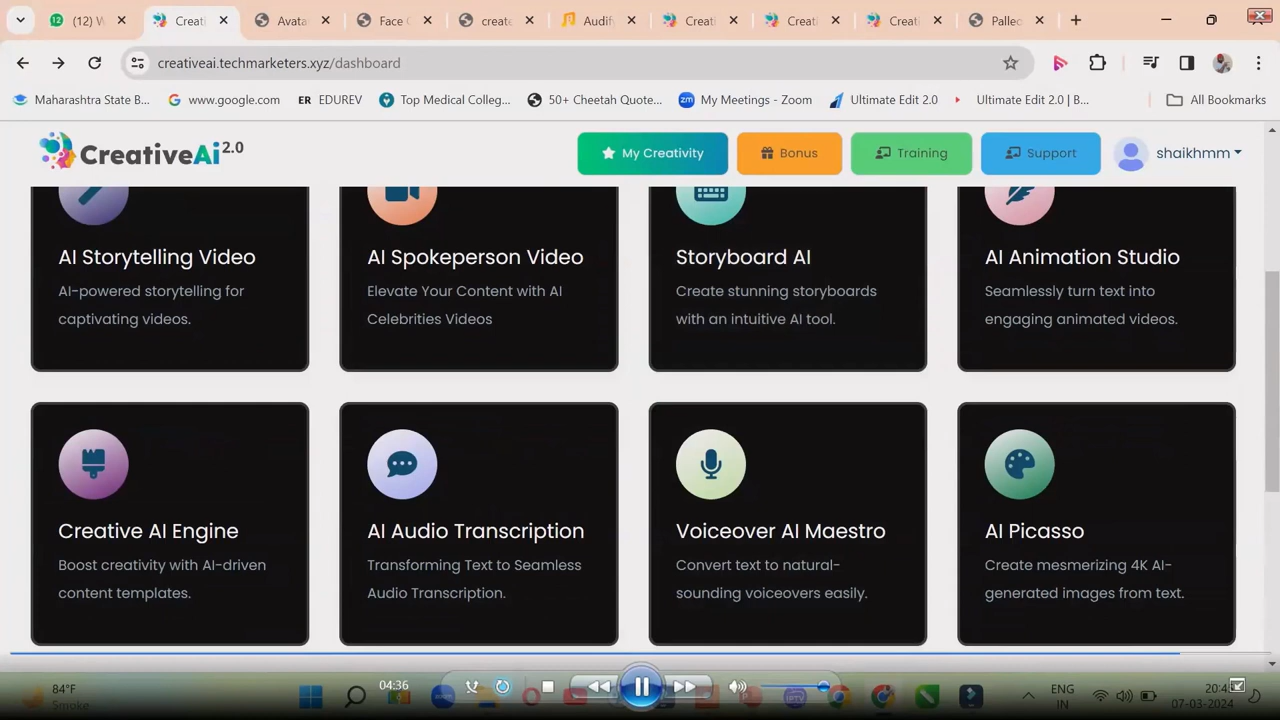 (12) W
Creati
Avata
Face
create
Audify
Creati
Creati
Creati
Palleo
creativeai.techmarketers.xyz/dashboard
Maharashtra State B...
www.google.com
ER EDUREV
Top Medical Colleg...
50+ Cheetah Quote...
zm My Meetings - Zoom
Ultimate Edit 2.0
Ultimate Edit 2.0 | B...
All Bookmarks
CreativeAi 2.0
My Creativity
Bonus
Training
Support
shaikhmm
AI Storytelling Video
AI-powered storytelling for
captivating videos.
AI Spokeperson Video
Elevate Your Content with AI
Celebrities Videos
Storyboard AI
Create stunning storyboards
with an intuitive AI tool.
AI Animation Studio
Seamlessly turn text into
engaging animated videos.
Creative AI Engine
Boost creativity with AI-driven
content templates.
AI Audio Transcription
Transforming Text to Seamless
Audio Transcription.
Voiceover AI Maestro
Convert text to natural-
sounding voiceovers easily.
AI Picasso
Create mesmerizing 4K AI-
generated images from text.
84°F
Smoke
04:36
IPTV
ENG
IN
07-03-2024